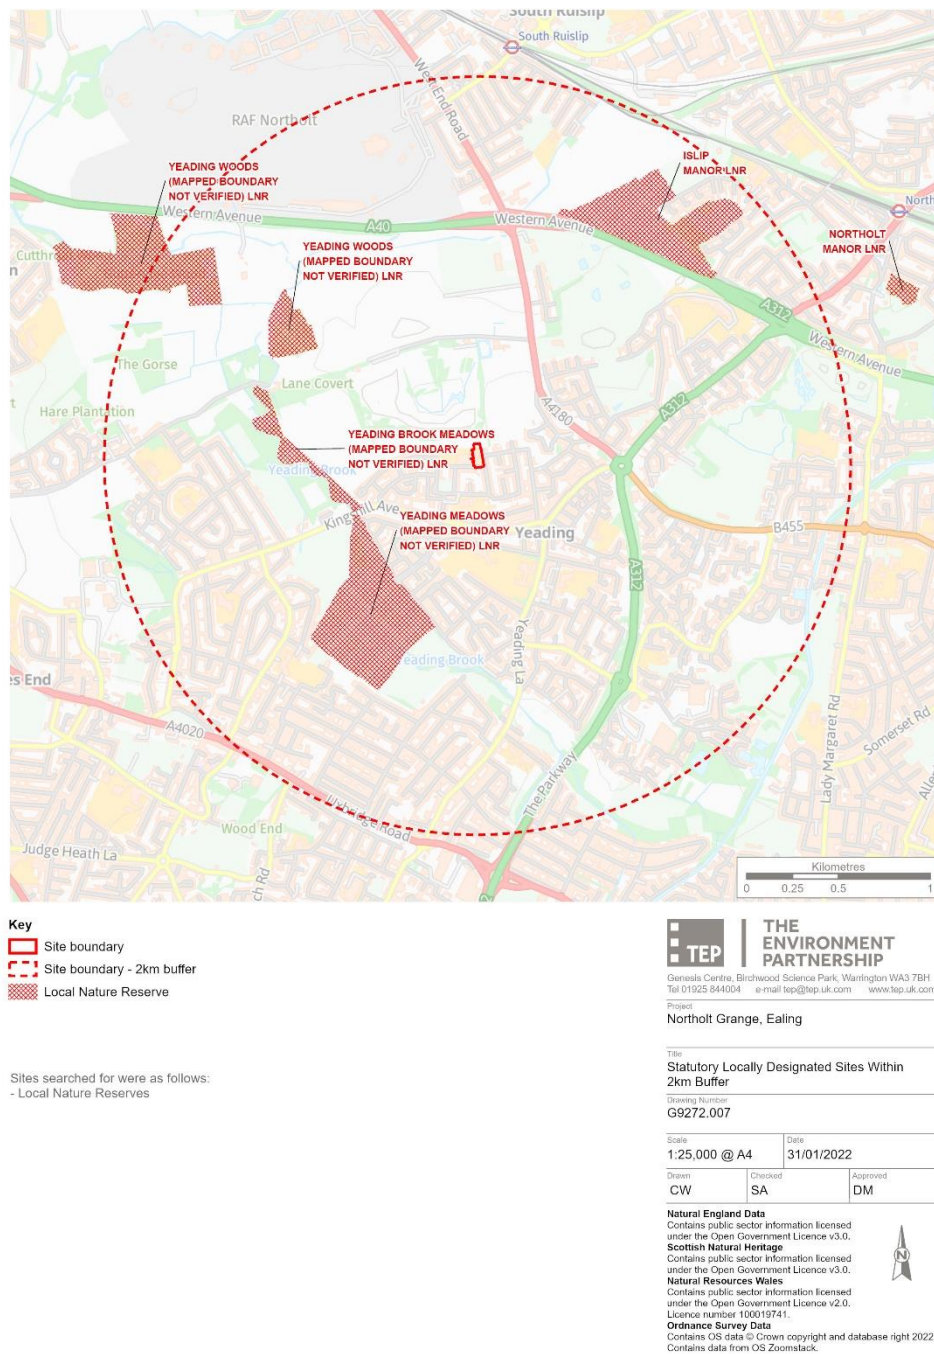 South Ruislip
South Ruislip
West End Road
RAF Northolt
YEADING WOODS
(MAPPED BOUNDARY
NOT VERIFIED) LNR
ISLIP
MANOR LNR
Western Avenue
A40
Western Avenue
North
NORTHOLT
MANOR LNR
YEADING WOODS
(MAPPED BOUNDARY
NOT VERIFIED) LNR
Cutthr
n
A312
Western Avenue
The Gorse
Lane Covert
Hare Plantation
t
A4180
A312
YEADING BROOK MEADOWS
(MAPPED BOUNDARY
NOT VERIFIED) LNR
Yeading Brook
Kingshill Ave
YEADING MEADOWS
(MAPPED BOUNDARY
NOT VERIFIED) LNR
Yeading
B455
A312
Yeading La
eading Brook
es End
A4020
Lady Margaret Rd
Somerset Rd
Alle
The Parkway
Uxbridge Road
Wood End
Judge Heath La
ch Rd
Kilometres
0 0.25 0.5 1
Key
Site boundary
Site boundary - 2km buffer
Local Nature Reserve
Sites searched for were as follows:
- Local Nature Reserves
TEP
THE
ENVIRONMENT
PARTNERSHIP
Genesis Centre, Birchwood Science Park, Warrington WA3 7BH
Tel 01925 844004 e-mail tep@tep.uk.com www.tep.uk.com
Project
Northolt Grange, Ealing
Title
Statutory Locally Designated Sites Within
2km Buffer
Drawing Number
G9272.007
Scale Date
1:25,000 @ A4 31/01/2022
Drawn Checked Approved
CW SA DM
Natural England Data
Contains public sector information licensed
under the Open Government Licence v3.0.
Scottish Natural Heritage
Contains public sector information licensed
under the Open Government Licence v3.0.
Natural Resources Wales
Contains public sector information licensed
under the Open Government Licence v2.0.
Licence number 100019741.
Ordnance Survey Data
Contains OS data © Crown copyright and database right 2022
Contains data from OS Zoomstack.
N